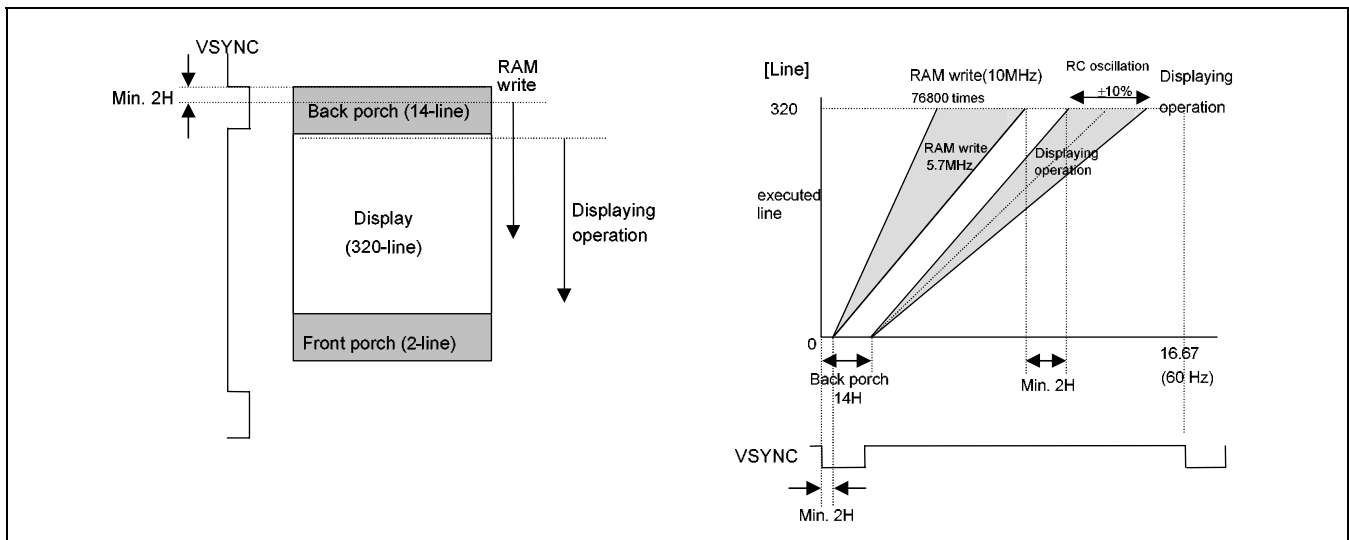 VSYNC
Min. 2H
RAM
write
Back porch (14-line)
Display
(320-line)
Displaying
operation
Front porch (2-line)
[Line]
RAM write(10MHz)
76800 times
RC oscillation
±10%
Displaying
operation
320
RAM write
5.7MHz
Displaying
operation
executed
line
0
Back porch
14H
Min. 2H
16.67
(60 Hz)
VSYNC
Min. 2H